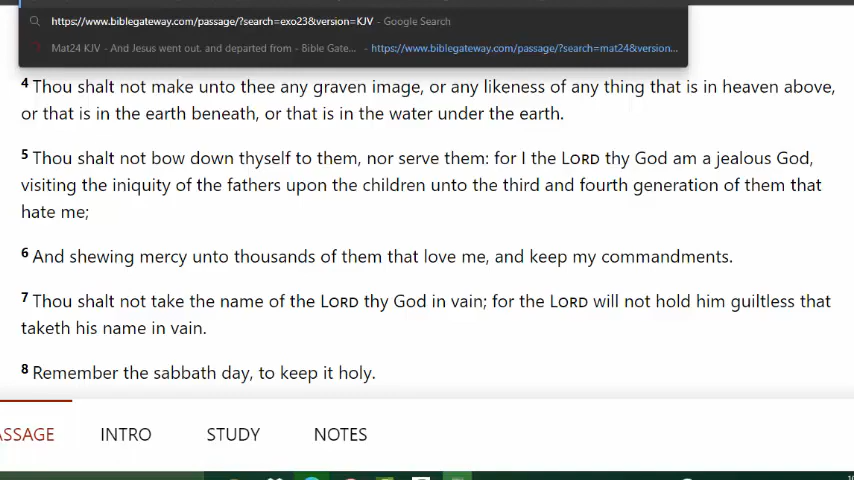 https://www.biblegateway.com/passage/?search=exo23&version=KJV - Google Search
Mat24 KJV - And Jesus went out, and departed from - Bible Gate... - https://www.biblegateway.com/passage/?search=mat24&version...
4 Thou shalt not make unto thee any graven image, or any likeness of any thing that is in heaven above,
or that is in the earth beneath, or that is in the water under the earth.
5 Thou shalt not bow down thyself to them, nor serve them: for I the LORD thy God am a jealous God,
visiting the iniquity of the fathers upon the children unto the third and fourth generation of them that
hate me;
6 And shewing mercy unto thousands of them that love me, and keep my commandments.
7 Thou shalt not take the name of the LORD thy God in vain; for the LORD will not hold him guiltless that
taketh his name in vain.
8 Remember the sabbath day, to keep it holy.
ASSAGE INTRO STUDY NOTES